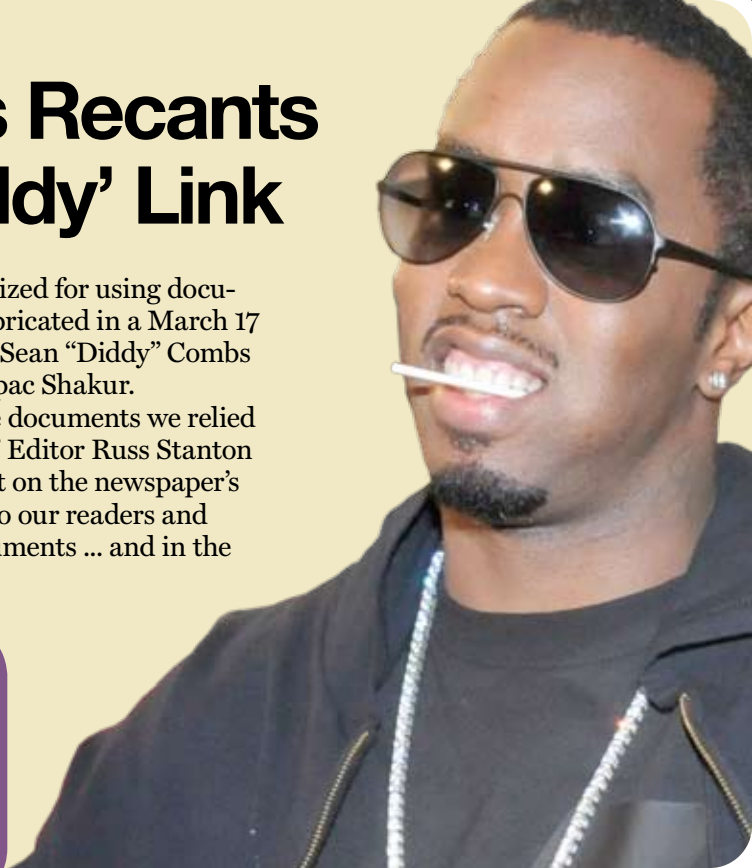 s Recants
ddy’ Link
ized for using docu-
bricated in a March 17
Sean “Diddy” Combs
pac Shakur.
e documents we relied
Editor Russ Stanton
t on the newspaper’s
o our readers and
ments ... and in the